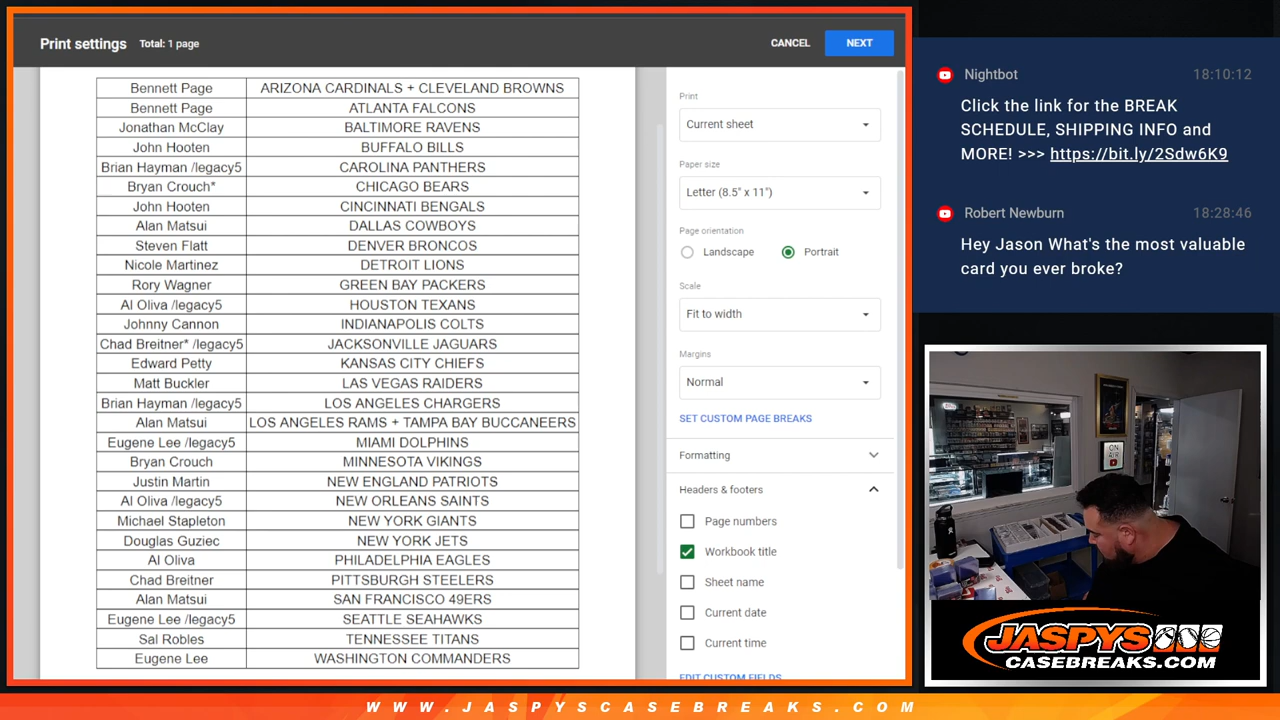 Print settings Total: 1 page CANCEL NEXT
Bennett Page ARIZONA CARDINALS + CLEVELAND BROWNS
Bennett Page ATLANTA FALCONS
Jonathan McClay BALTIMORE RAVENS
John Hooten BUFFALO BILLS
Brian Hayman /legacy5 CAROLINA PANTHERS
Bryan Crouch* CHICAGO BEARS
John Hooten CINCINNATI BENGALS
Alan Matsui DALLAS COWBOYS
Steven Flatt DENVER BRONCOS
Nicole Martinez DETROIT LIONS
Rory Wagner GREEN BAY PACKERS
Al Oliva /legacy5 HOUSTON TEXANS
Johnny Cannon INDIANAPOLIS COLTS
Chad Breitner* /legacy5 JACKSONVILLE JAGUARS
Edward Petty KANSAS CITY CHIEFS
Matt Buckler LAS VEGAS RAIDERS
Brian Hayman /legacy5 LOS ANGELES CHARGERS
Alan Matsui LOS ANGELES RAMS + TAMPA BAY BUCCANEERS
Eugene Lee /legacy5 MIAMI DOLPHINS
Bryan Crouch MINNESOTA VIKINGS
Justin Martin NEW ENGLAND PATRIOTS
Al Oliva /legacy5 NEW ORLEANS SAINTS
Michael Stapleton NEW YORK GIANTS
Douglas Guziec NEW YORK JETS
Al Oliva PHILADELPHIA EAGLES
Chad Breitner PITTSBURGH STEELERS
Alan Matsui SAN FRANCISCO 49ERS
Eugene Lee /legacy5 SEATTLE SEAHAWKS
Sal Robles TENNESSEE TITANS
Eugene Lee WASHINGTON COMMANDERS
Print
Current sheet
Paper size
Letter (8.5" x 11")
Page orientation
Landscape Portrait
Scale
Fit to width
Margins
Normal
SET CUSTOM PAGE BREAKS
Formatting
Headers & footers
Page numbers
Workbook title
Sheet name
Current date
Current time
EDIT CUSTOM FIELDS
Nightbot 18:10:12
Click the link for the BREAK
SCHEDULE, SHIPPING INFO and
MORE! >>> https://bit.ly/2Sdw6K9
Robert Newburn 18:28:46
Hey Jason What's the most valuable
card you ever broke?
ON
AIR
JASPYS
CASEBREAKS.COM
WWW.JASPYSCASEBREAKS.COM